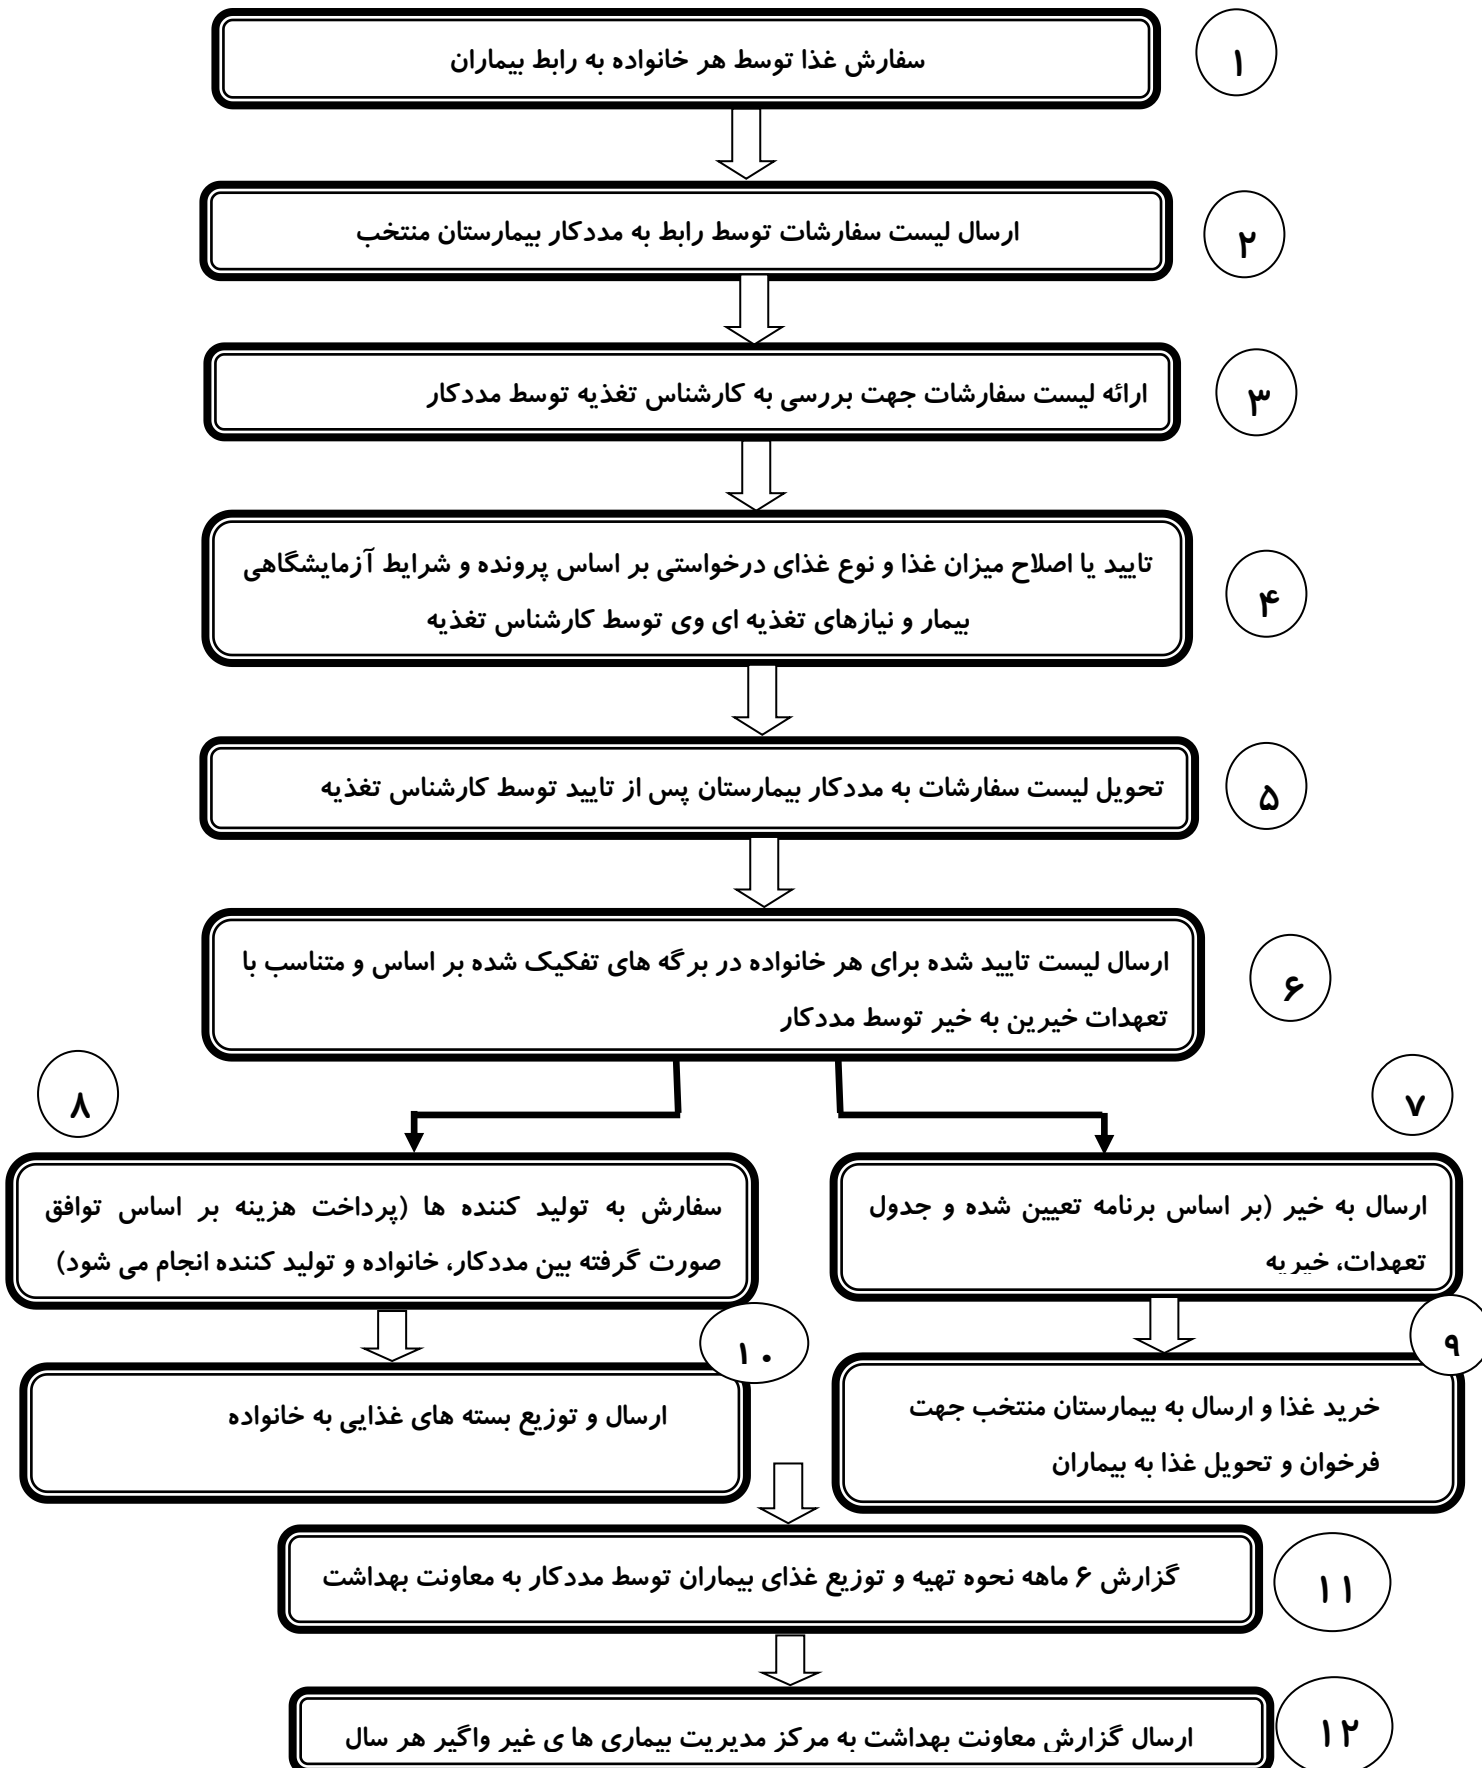 سفارش غذا توسط هر خانواده به رابط بیماران
۱
ارسال لیست سفارشات توسط رابط به مددکار بیمارستان منتخب
۲
ارائه لیست سفارشات جهت بررسی به کارشناس تغذیه توسط مددکار
۳
تایید یا اصلاح میزان غذا و نوع غذای درخواستی بر اساس پرونده و شرایط آزمایشگاهی
بیمار و نیازهای تغذیه ای وی توسط کارشناس تغذیه
۴
تحویل لیست سفارشات به مددکار بیمارستان پس از تایید توسط کارشناس تغذیه
۵
ارسال لیست تایید شده برای هر خانواده در برگه های تفکیک شده بر اساس و متناسب با
تعهدات خیرین به خیر توسط مددکار
۶
۷
ارسال به خیر (بر اساس برنامه تعیین شده و جدول
تعهدات، خیریه
۸
سفارش به تولید کننده ها (پرداخت هزینه بر اساس توافق
صورت گرفته بین مددکار، خانواده و تولید کننده انجام می شود)
۹
خرید غذا و ارسال به بیمارستان منتخب جهت
فرخوان و تحویل غذا به بیماران
۱۰
ارسال و توزیع بسته های غذایی به خانواده
گزارش ۶ ماهه نحوه تهیه و توزیع غذای بیماران توسط مددکار به معاونت بهداشت
۱۱
ارسال گزارش معاونت بهداشت به مرکز مدیریت بیماری ها ی غیر واگیر هر سال
۱۲